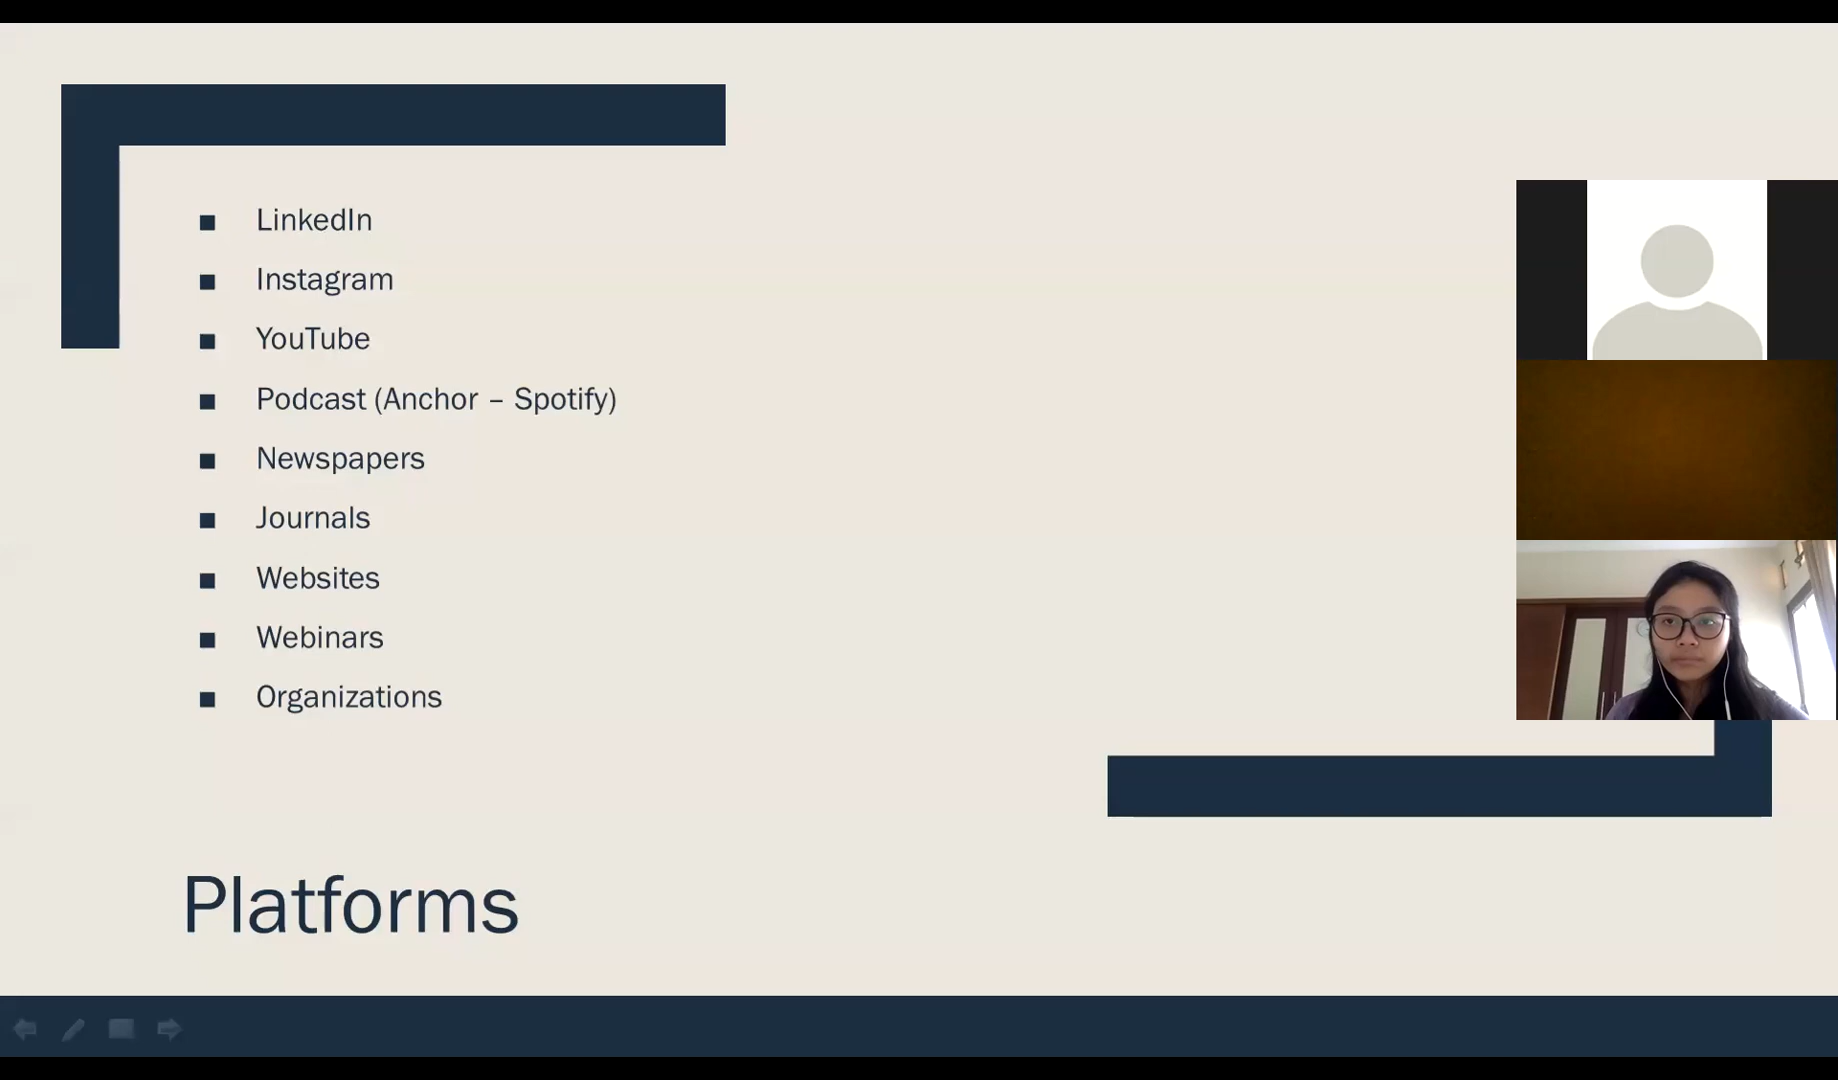 LinkedIn
Instagram
YouTube
Podcast (Anchor – Spotify)
Newspapers
Journals
Websites
Webinars
Organizations
Platforms